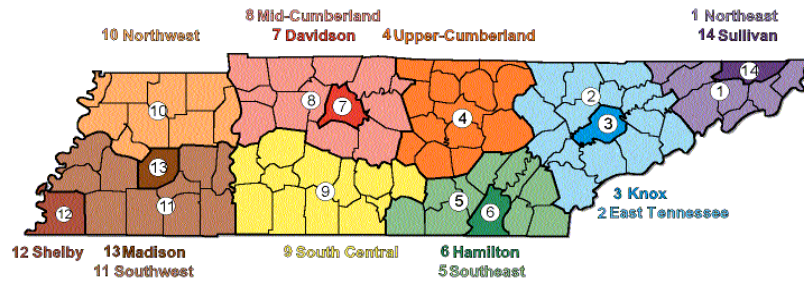 8 Mid-Cumberland
1 Northeast
10 Northwest
7 Davidson
4 Upper-Cumberland
14 Sullivan
14
1
2
10
8
7
4
3
13
9
5
6
12
11
3 Knox
2 East Tennessee
12 Shelby
13 Madison
9 South Central
6 Hamilton
11 Southwest
5 Southeast